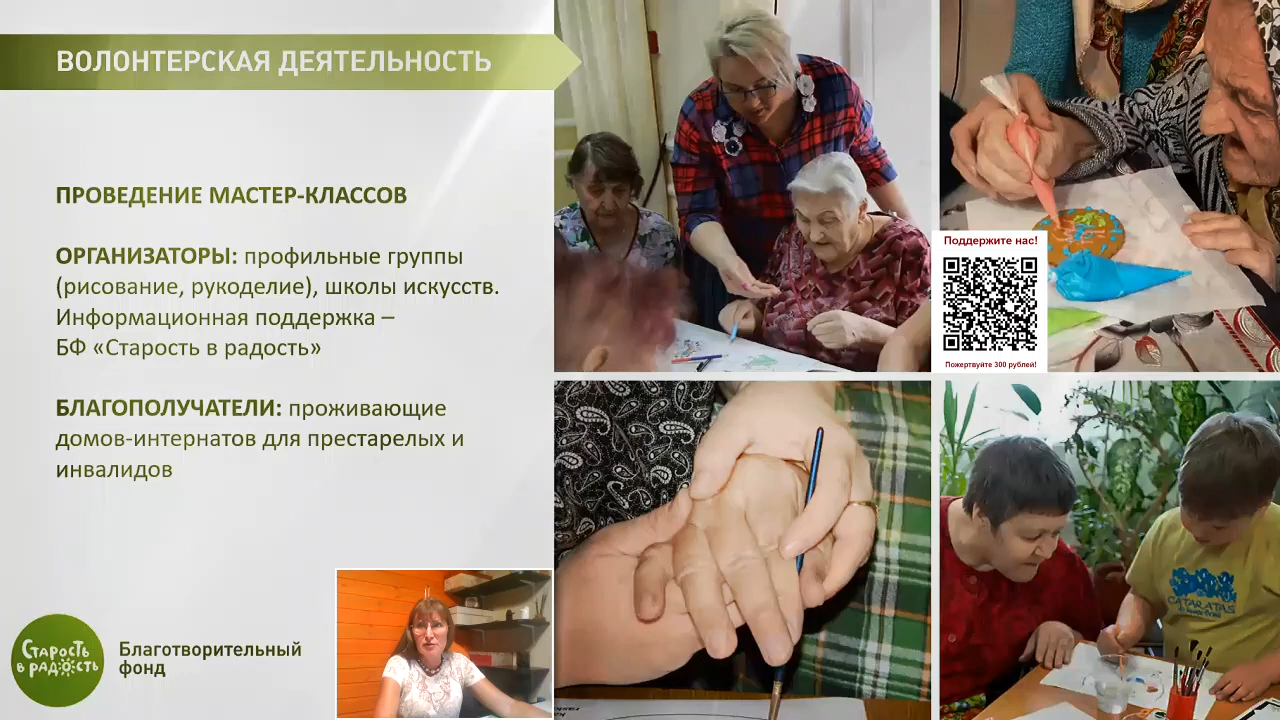 ВОЛОНТЕРСКАЯ ДЕЯТЕЛЬНОСТЬ
ПРОВЕДЕНИЕ МАСТЕР-КЛАССОВ
ОРГАНИЗАТОРЫ: профильные группы
(рисование, рукоделие), школы искусств.
Информационная поддержка –
БФ «Старость в радость»
БЛАГОПОЛУЧАТЕЛИ: проживающие
домов-интернатов для престарелых и
инвалидов
Старость
в радость
Благотворительный
фонд
Поддержите нас!
Пожертвуйте 300 рублей!
CATARATAS